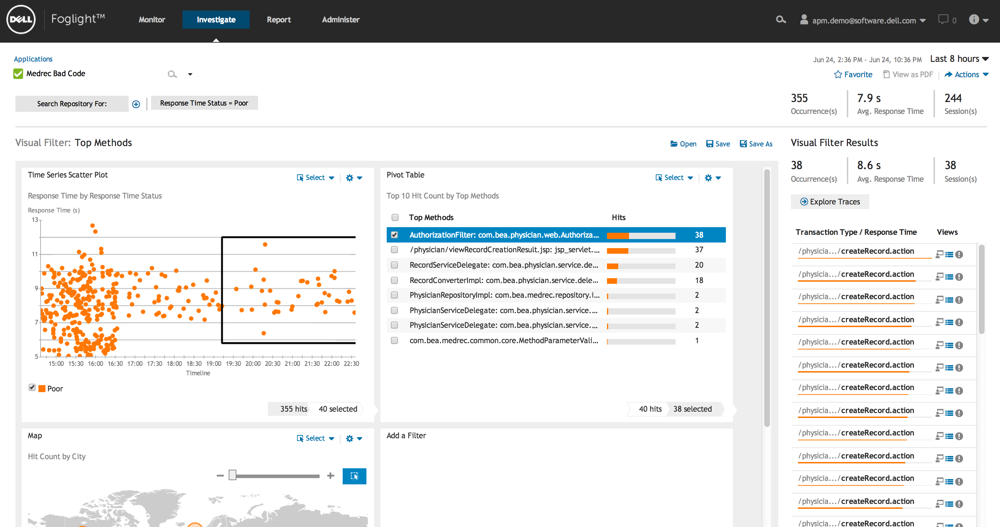 DELL Foglight™ Monitor Investigate Report Administer apm.demo@software.dell.com 0
Applications
Jun 24, 2:36 PM - Jun 24, 10:36 PM Last 8 hours
Medrec Bad Code
Favorite View as PDF Actions
Search Repository For: Response Time Status = Poor
355 7.9 s 244
Occurrence(s) Avg. Response Time Session(s)
Visual Filter: Top Methods
Open Save Save As
Time Series Scatter Plot
Select
Response Time by Response Time Status
Response Time (s)
13
11
9
7
5
15:00 15:30 16:00 16:30 17:00 17:30 18:00 18:30 19:00 19:30 20:00 20:30 21:00 21:30 22:00 22:30
Timeline
Poor
355 hits 40 selected
Pivot Table
Select
Top 10 Hit Count by Top Methods
Top Methods Hits
AuthorizationFilter: com.bea.physician.web.Authoriza... 38
/physician/viewRecordCreationResult.jsp: jsp_servlet.... 37
RecordServiceDelegate: com.bea.physician.service.de... 20
RecordConverterImpl: com.bea.physician.service.dele... 18
PhysicianRepositoryImpl: com.bea.medrec.repository.i... 2
PhysicianServiceDelegate: com.bea.physician.service.... 2
PhysicianServiceDelegate: com.bea.physician.service.... 2
com.bea.medrec.common.core.MethodParameterVali... 1
40 hits 38 selected
Map
Select
Hit Count by City
Add a Filter
Visual Filter Results
38 8.6 s 38
Occurrence(s) Avg. Response Time Session(s)
Explore Traces
Transaction Type / Response Time Views
/physicia.../createRecord.action
/physicia.../createRecord.action
/physicia.../createRecord.action
/physicia.../createRecord.action
/physicia.../createRecord.action
/physicia.../createRecord.action
/physicia.../createRecord.action
/physicia.../createRecord.action
/physicia.../createRecord.action
/physicia.../createRecord.action
/physicia.../createRecord.action
/physicia.../createRecord.action
/physicia.../createRecord.action